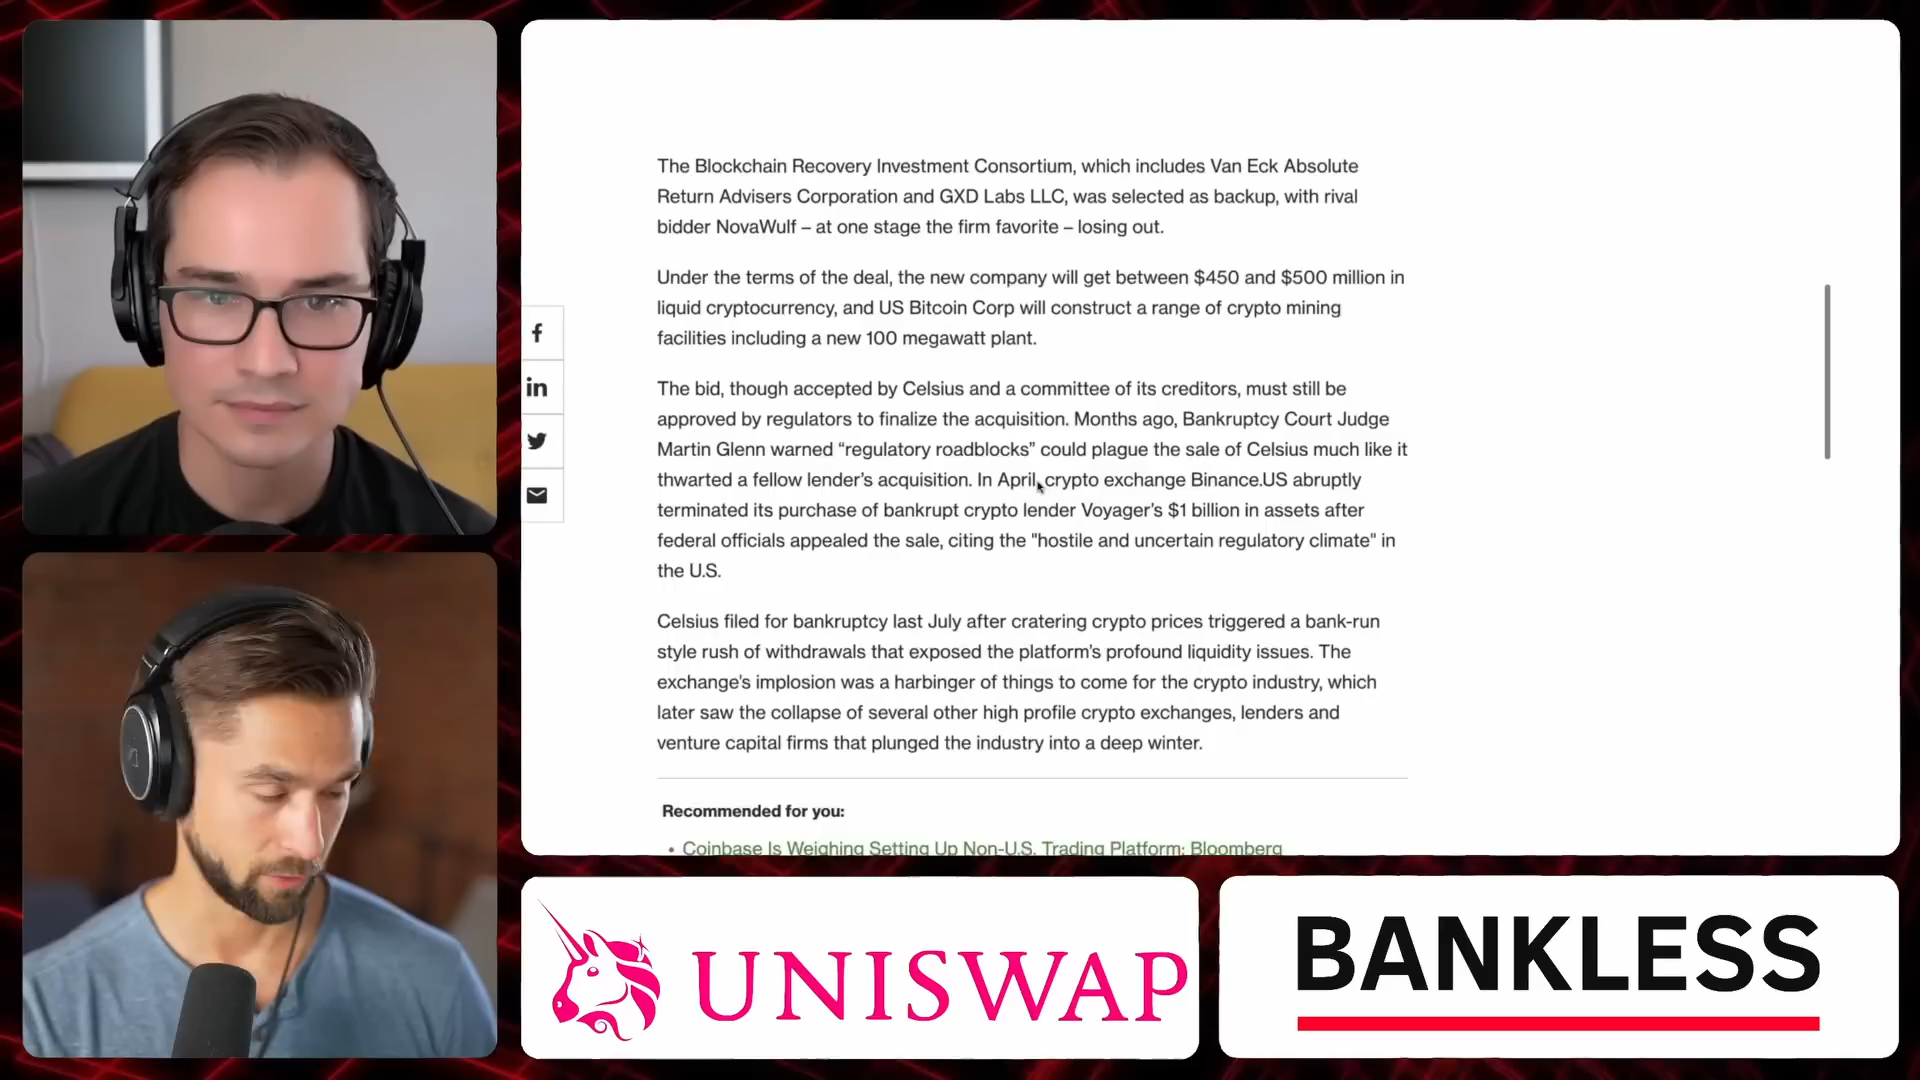 The Blockchain Recovery Investment Consortium, which includes Van Eck Absolute
Return Advisers Corporation and GXD Labs LLC, was selected as backup, with rival
bidder NovaWulf – at one stage the firm favorite – losing out.
Under the terms of the deal, the new company will get between $450 and $500 million in
liquid cryptocurrency, and US Bitcoin Corp will construct a range of crypto mining
facilities including a new 100 megawatt plant.
The bid, though accepted by Celsius and a committee of its creditors, must still be
approved by regulators to finalize the acquisition. Months ago, Bankruptcy Court Judge
Martin Glenn warned “regulatory roadblocks” could plague the sale of Celsius much like it
thwarted a fellow lender’s acquisition. In April, crypto exchange Binance.US abruptly
terminated its purchase of bankrupt crypto lender Voyager’s $1 billion in assets after
federal officials appealed the sale, citing the "hostile and uncertain regulatory climate" in
the U.S.
Celsius filed for bankruptcy last July after cratering crypto prices triggered a bank-run
style rush of withdrawals that exposed the platform’s profound liquidity issues. The
exchange’s implosion was a harbinger of things to come for the crypto industry, which
later saw the collapse of several other high profile crypto exchanges, lenders and
venture capital firms that plunged the industry into a deep winter.
Recommended for you:
• Coinbase Is Weighing Setting Up Non-U.S. Trading Platform: Bloomberg
UNISWAP
BANKLESS